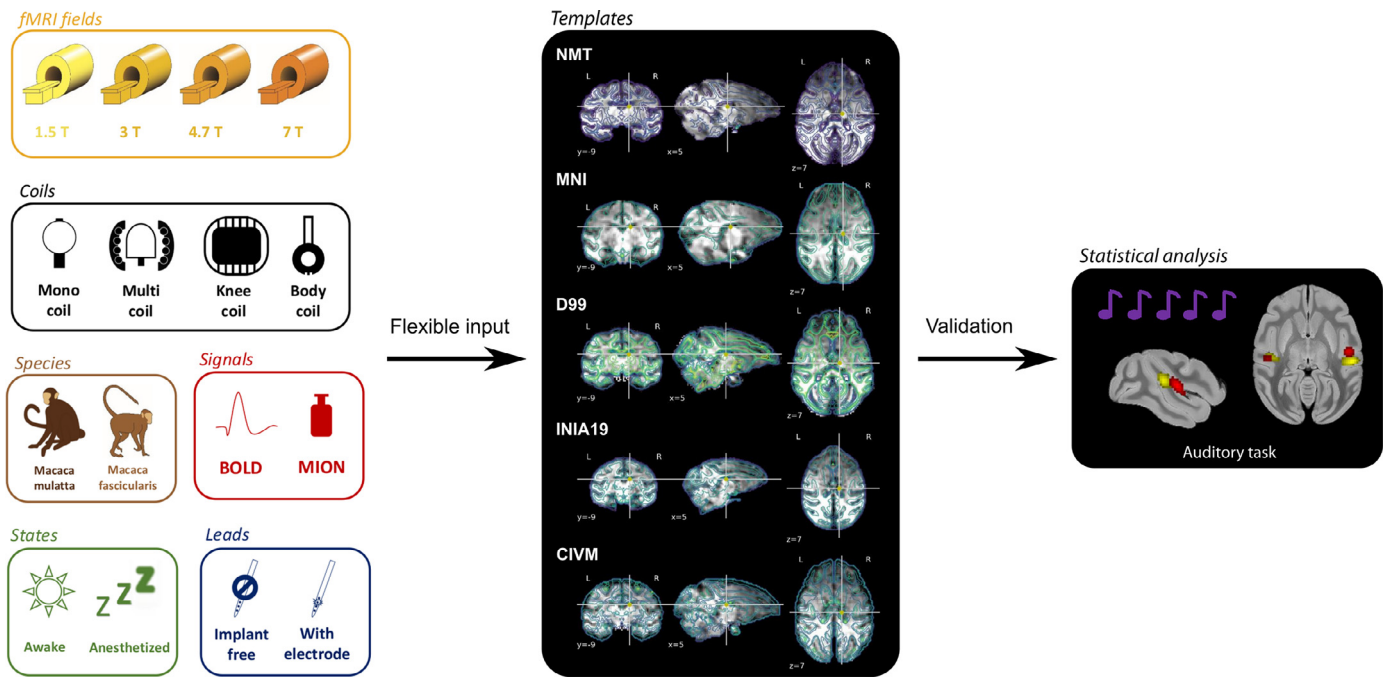 fMRI fields
1.5 T
3 T
4.7 T
7 T
Coils
Mono
coil
Multi
coil
Knee
coil
Body
coil
Species
Macaca
mulatta
Macaca
fascicularis
Signals
BOLD
MION
States
Z Z Z
Awake
Anesthetized
Leads
Implant
free
With
electrode
Flexible input
Templates
NMT
L R
L R
y=-9
x=5
z=7
MNI
L R
L R
y=-9
x=5
z=7
D99
L R
L R
y=-9
x=5
z=7
INIA19
L R
L R
y=-9
x=5
z=7
CIVM
L R
L R
y=-9
x=5
z=7
Validation
Statistical analysis
Auditory task